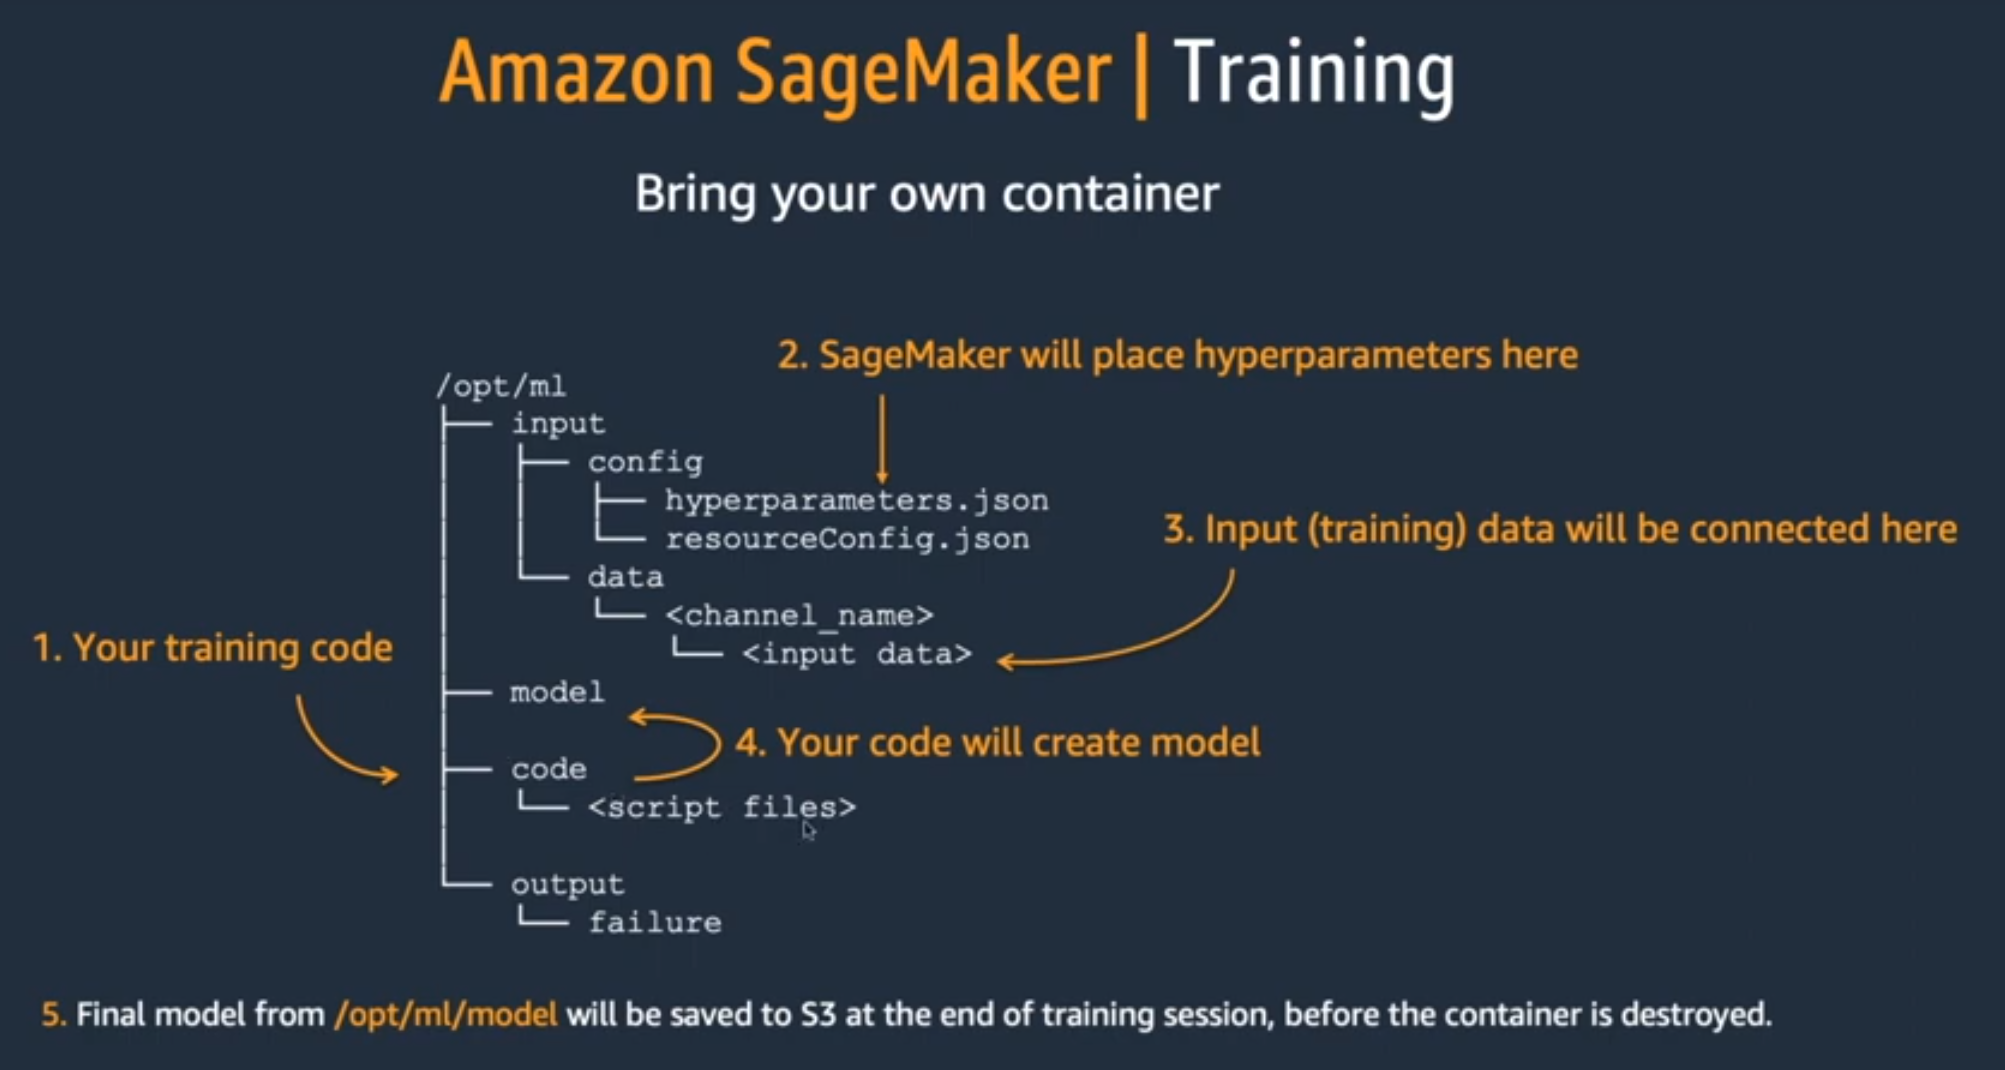 Amazon SageMaker | Training
Bring your own container
2. SageMaker will place hyperparameters here
/opt/ml
├── input
│   ├── config
│   │   ├── hyperparameters.json
│   │   └── resourceConfig.json
3. Input (training) data will be connected here
│   └── data
│       └── <channel_name>
│           └── <input data>
1. Your training code
├── model
4. Your code will create model
├── code
│   └── <script files>
└── output
    └── failure
5. Final model from /opt/ml/model will be saved to S3 at the end of training session, before the container is destroyed.